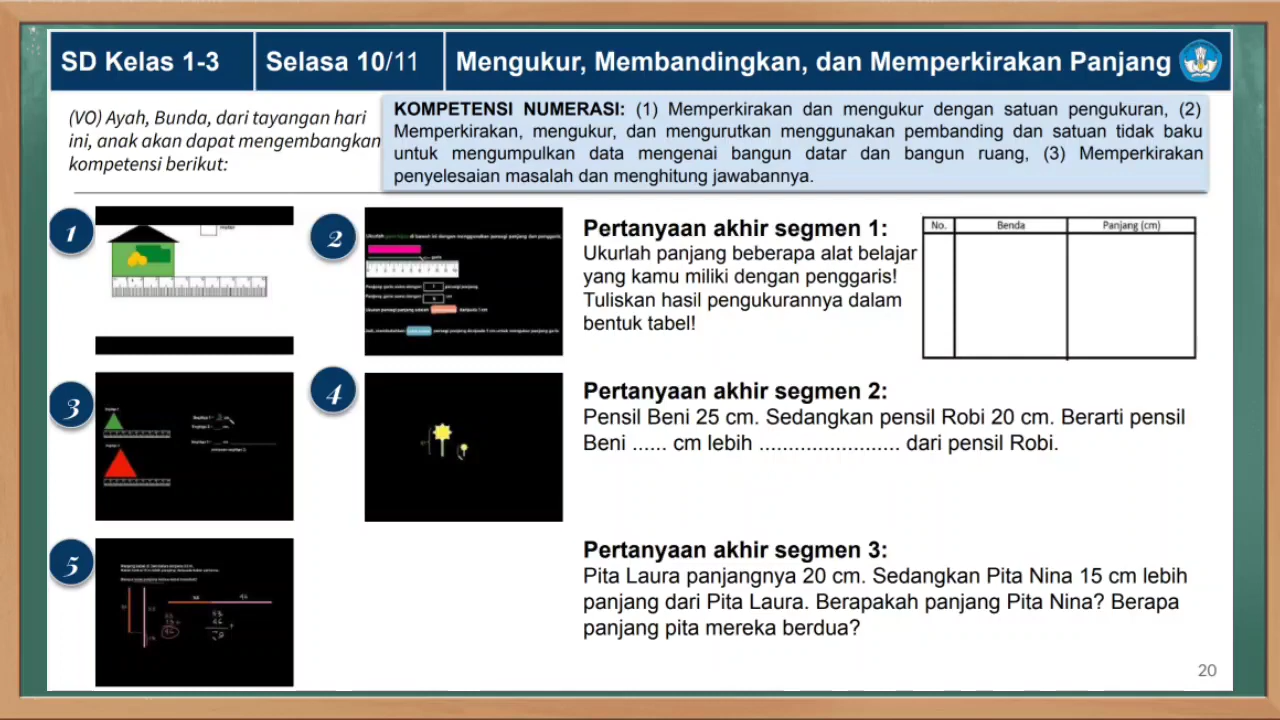 SD Kelas 1-3
Selasa 10/11
Mengukur, Membandingkan, dan Memperkirakan Panjang
(VO) Ayah, Bunda, dari tayangan hari
ini, anak akan dapat mengembangkan
kompetensi berikut:
KOMPETENSI NUMERASI: (1) Memperkirakan dan mengukur dengan satuan pengukuran, (2)
Memperkirakan, mengukur, dan mengurutkan menggunakan pembanding dan satuan tidak baku
untuk mengumpulkan data mengenai bangun datar dan bangun ruang, (3) Memperkirakan
penyelesaian masalah dan menghitung jawabannya.
1
meter
2
Pertanyaan akhir segmen 1:
Ukurlah panjang beberapa alat belajar
yang kamu miliki dengan penggaris!
Tuliskan hasil pengukurannya dalam
bentuk tabel!
No. Benda Panjang (cm)
3
4
Pertanyaan akhir segmen 2:
Pensil Beni 25 cm. Sedangkan pensil Robi 20 cm. Berarti pensil
Beni ...... cm lebih ........................ dari pensil Robi.
5
Pertanyaan akhir segmen 3:
Pita Laura panjangnya 20 cm. Sedangkan Pita Nina 15 cm lebih
panjang dari Pita Laura. Berapakah panjang Pita Nina? Berapa
panjang pita mereka berdua?
20